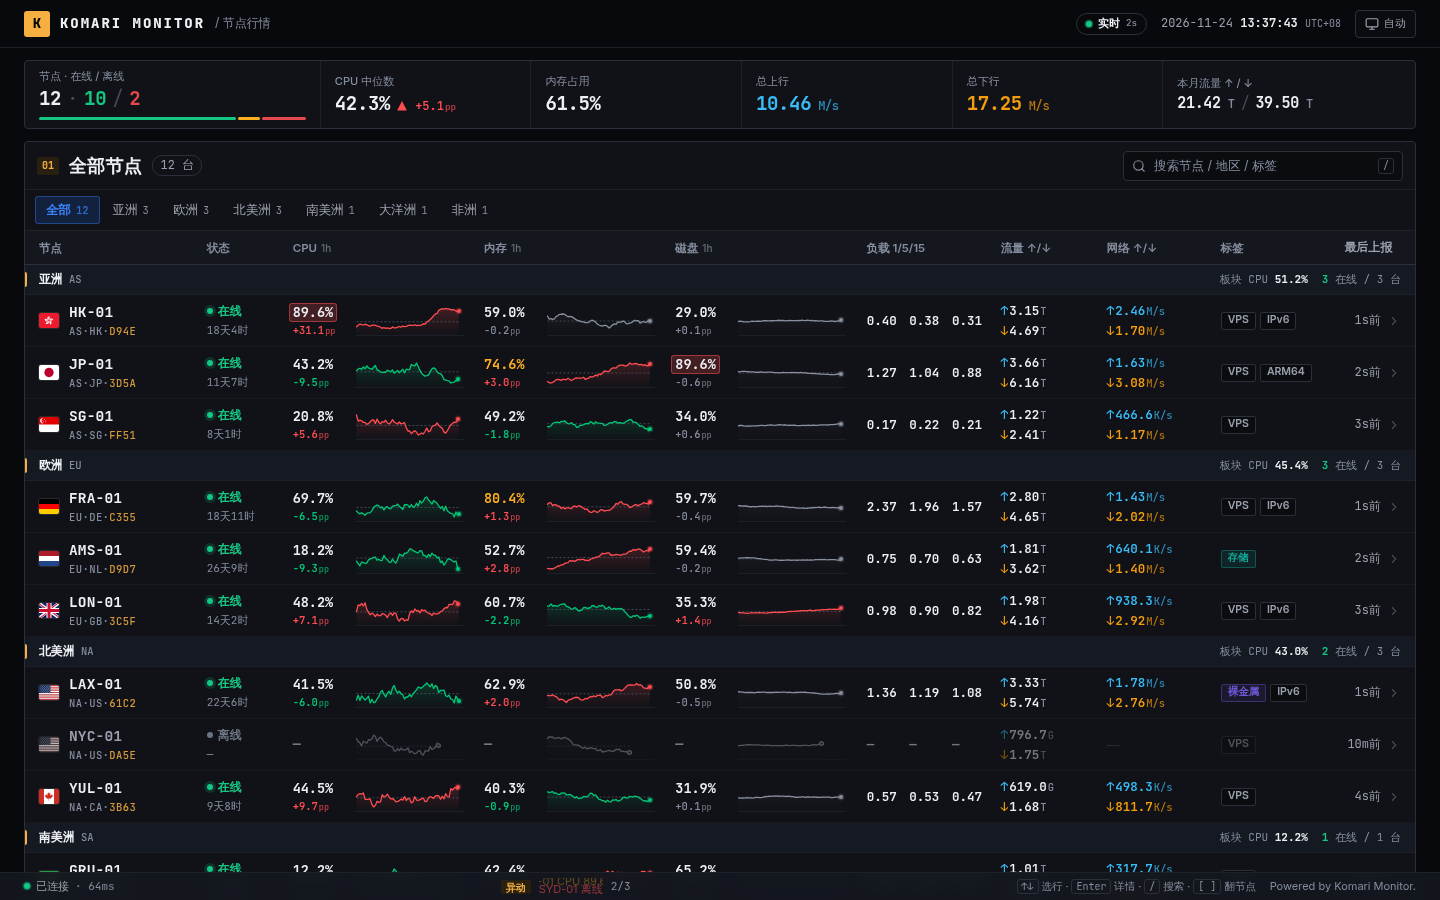 K KOMARI MONITOR / 节点行情 实时 2s 2026-11-24 13:37:43 UTC+08 自动
节点 · 在线 / 离线 CPU 中位数 内存占用 总上行 总下行 本月流量 ↑ / ↓
12 · 10 / 2 42.3% ▲ +5.1pp 61.5% 10.46 M/s 17.25 M/s 21.42 T / 39.50 T
01 全部节点 12 台 搜索节点 / 地区 / 标签 /
全部 12 亚洲 3 欧洲 3 北美洲 3 南美洲 1 大洋洲 1 非洲 1
节点 状态 CPU 1h 内存 1h 磁盘 1h 负载 1/5/15 流量 ↑/↓ 网络 ↑/↓ 标签 最后上报
亚洲 AS 板块 CPU 51.2% 3 在线 / 3 台
HK-01 在线 89.6% 59.0% 29.0% 0.40 0.38 0.31 ↑3.15T ↑2.46M/s VPS IPv6 1s前
AS·HK·D94E 18天4时 +31.1pp -0.2pp +0.1pp ↓4.69T ↓1.70M/s
JP-01 在线 43.2% 74.6% 89.6% 1.27 1.04 0.88 ↑3.66T ↑1.63M/s VPS ARM64 2s前
AS·JP·3D5A 11天7时 -9.5pp +3.0pp -0.6pp ↓6.16T ↓3.08M/s
SG-01 在线 20.8% 49.2% 34.0% 0.17 0.22 0.21 ↑1.22T ↑466.6K/s VPS 3s前
AS·SG·FF51 8天1时 +5.6pp -1.8pp +0.6pp ↓2.41T ↓1.17M/s
欧洲 EU 板块 CPU 45.4% 3 在线 / 3 台
FRA-01 在线 69.7% 80.4% 59.7% 2.37 1.96 1.57 ↑2.80T ↑1.43M/s VPS IPv6 1s前
EU·DE·C355 18天11时 -6.5pp +1.3pp -0.4pp ↓4.65T ↓2.02M/s
AMS-01 在线 18.2% 52.7% 59.4% 0.75 0.70 0.63 ↑1.81T ↑640.1K/s 存储 2s前
EU·NL·D9D7 26天9时 -9.3pp +2.8pp -0.2pp ↓3.62T ↓1.40M/s
LON-01 在线 48.2% 60.7% 35.3% 0.98 0.90 0.82 ↑1.98T ↑938.3K/s VPS IPv6 3s前
EU·GB·3C5F 14天2时 +7.1pp -2.2pp +1.4pp ↓4.16T ↓2.92M/s
北美洲 NA 板块 CPU 43.0% 2 在线 / 3 台
LAX-01 在线 41.5% 62.9% 50.8% 1.36 1.19 1.08 ↑3.33T ↑1.78M/s 裸金属 IPv6 1s前
NA·US·61C2 22天6时 -6.0pp +2.0pp -0.5pp ↓5.74T ↓2.76M/s
NYC-01 离线 — — — — — — ↑796.7G — VPS 10m前
NA·US·DA5E — ↓1.75T
YUL-01 在线 44.5% 40.3% 31.9% 0.57 0.53 0.47 ↑619.0G ↑498.3K/s VPS 4s前
NA·CA·3B63 9天8时 +9.7pp -0.9pp +0.1pp ↓1.68T ↓811.7K/s
南美洲 SA 板块 CPU 12.2% 1 在线 / 1 台
GRU-01 在线 12.2% 42.4% 65.2% ↑1.01T ↑317.7K/s
已连接 · 64ms 异动 SYD-01 离线 2/3 ↑↓ 选行 · Enter 详情 · / 搜索 · [ ] 翻节点 Powered by Komari Monitor.